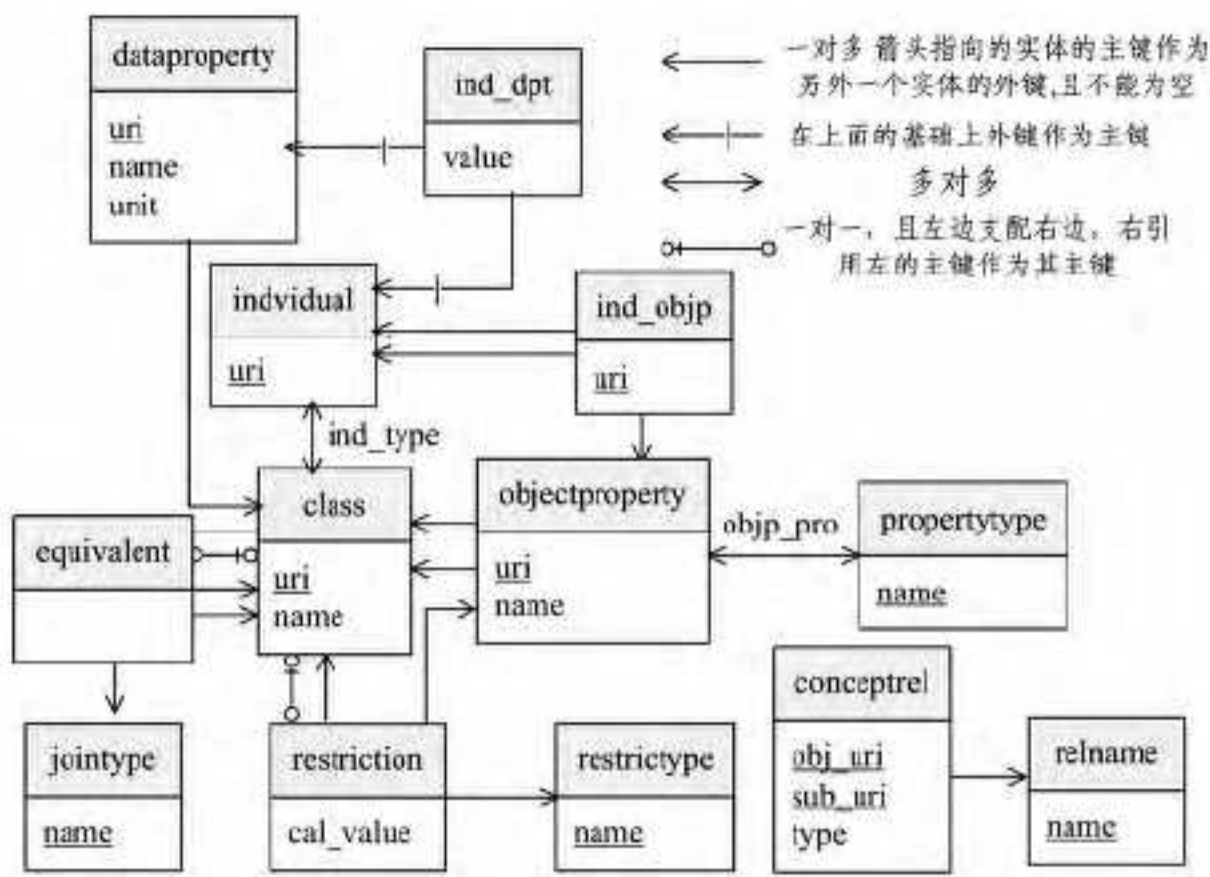 dataproperty
uri
name
unit
ind_dpt
value
一对多 箭头指向的实体的主键作为
另外一个实体的外键,且不能为空
在上面的基础上外键作为主键
多对多
一对一，且左边支配右边，右引
用左的主键作为其主键
indvidual
uri
ind_objp
uri
ind_type
class
uri
name
objectproperty
uri
name
objp_pro
propertytype
name
equivalent
conceptrel
obj_uri
sub_uri
type
relname
name
jointype
name
restriction
cal_value
restrictype
name